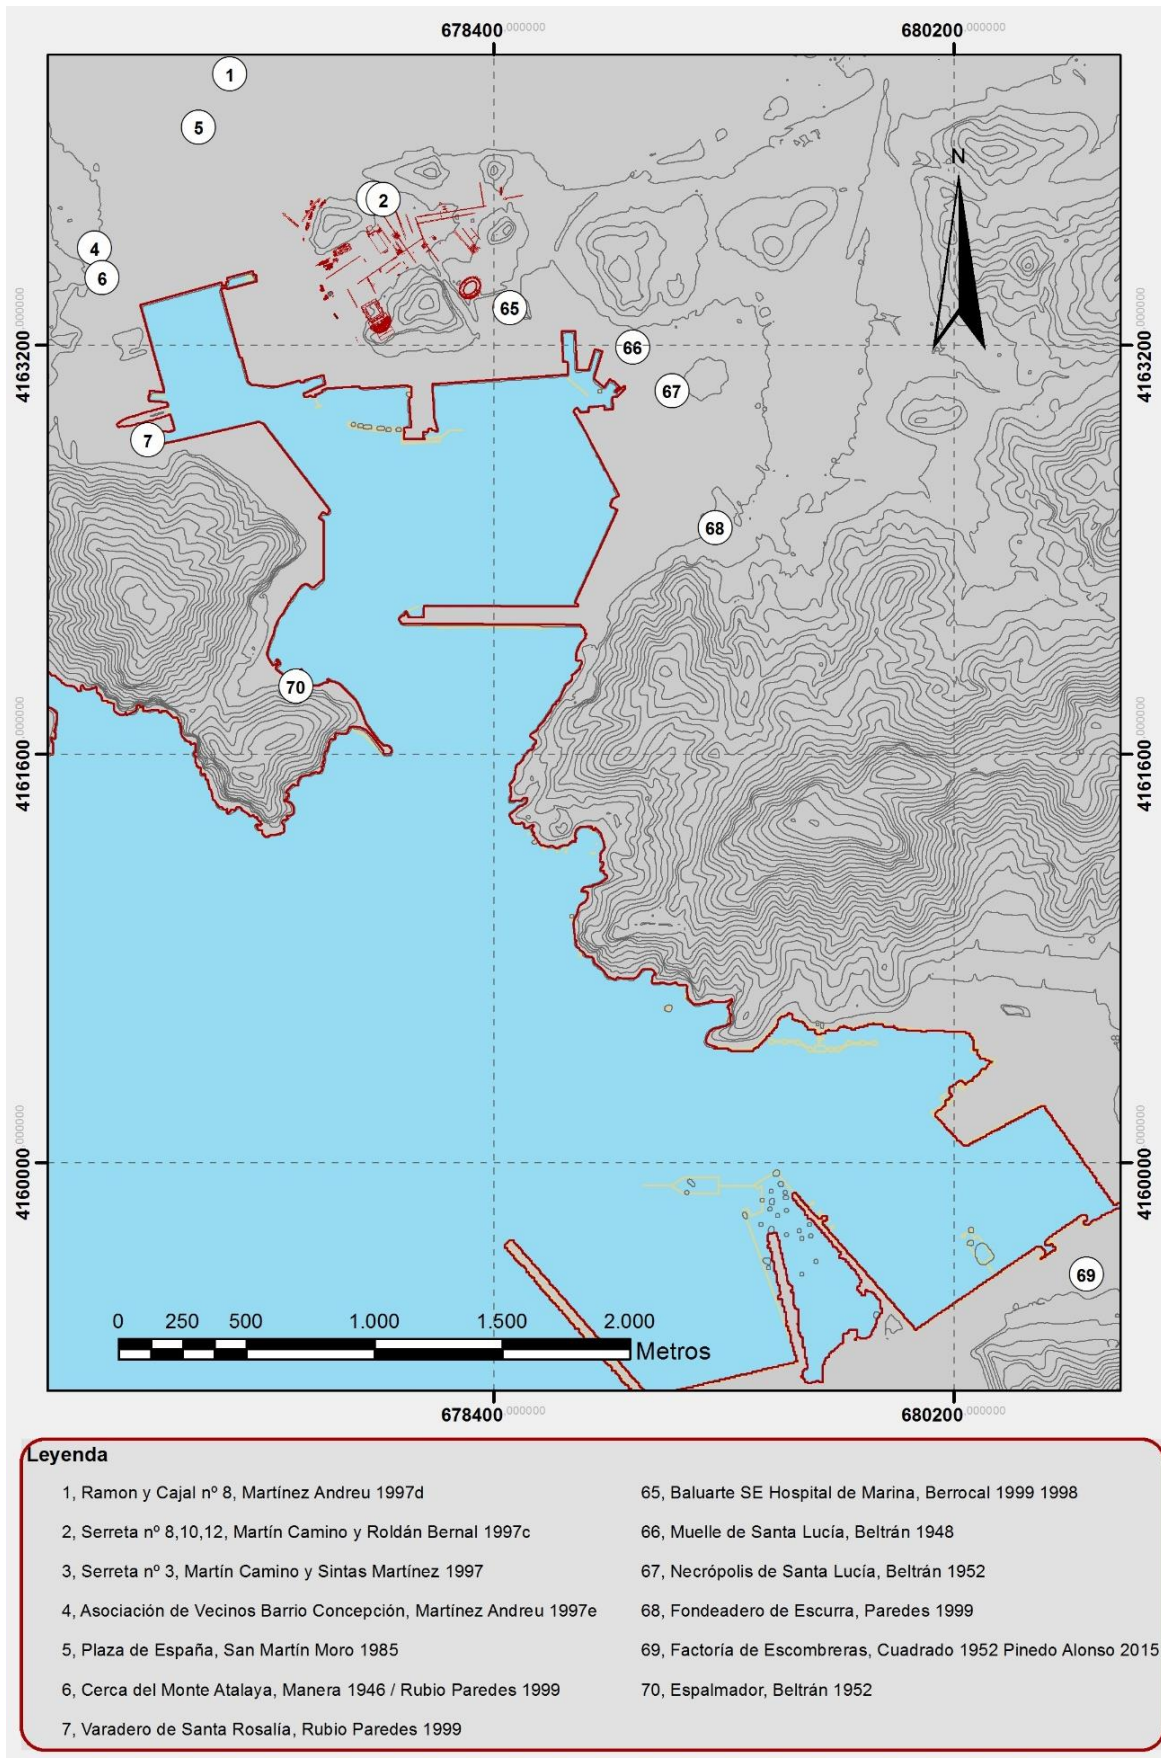 678400,000000 680200,000000
1
5
N
2
4
6
65
4163200,000000 4163200,000000
66
67
7
68
70
4161600,000000 4161600,000000
4160000,000000 4160000,000000
69
0 250 500 1.000 1.500 2.000
Metros
678400,000000 680200,000000
Leyenda
1, Ramon y Cajal nº 8, Martínez Andreu 1997d
2, Serreta nº 8,10,12, Martín Camino y Roldán Bernal 1997c
3, Serreta nº 3, Martín Camino y Sintas Martínez 1997
4, Asociación de Vecinos Barrio Concepción, Martínez Andreu 1997e
5, Plaza de España, San Martín Moro 1985
6, Cerca del Monte Atalaya, Manera 1946 / Rubio Paredes 1999
7, Varadero de Santa Rosalía, Rubio Paredes 1999
65, Baluarte SE Hospital de Marina, Berrocal 1999 1998
66, Muelle de Santa Lucía, Beltrán 1948
67, Necrópolis de Santa Lucía, Beltrán 1952
68, Fondeadero de Escurra, Paredes 1999
69, Factoría de Escombreras, Cuadrado 1952 Pinedo Alonso 2015
70, Espalmador, Beltrán 1952